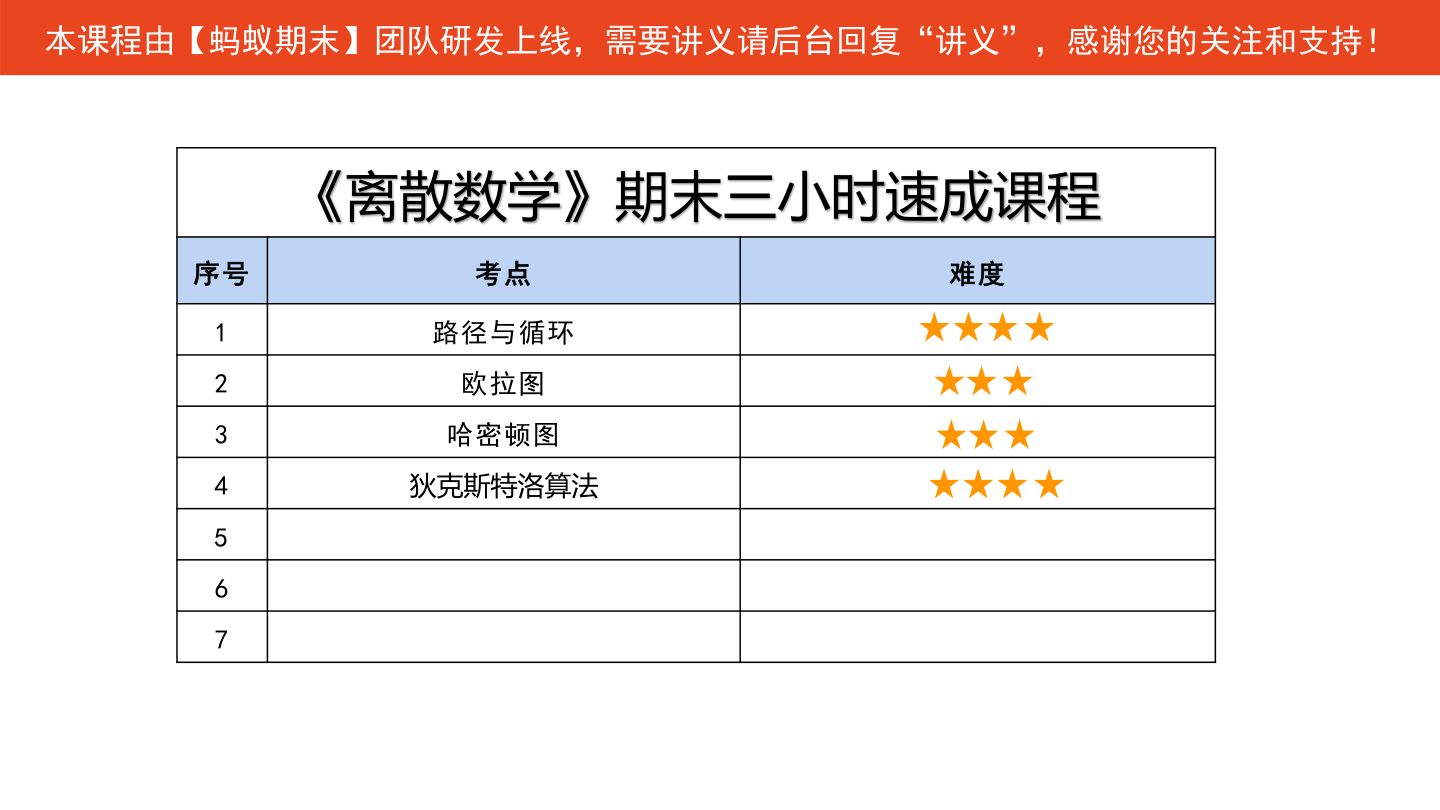 本课程由【蚂蚁期末】团队研发上线，需要讲义请后台回复“讲义”，感谢您的关注和支持！
《离散数学》期末三小时速成课程
序号 考点 难度
1 路径与循环 ★★★★
2 欧拉图 ★★★
3 哈密顿图 ★★★
4 狄克斯特洛算法 ★★★★
5
6
7